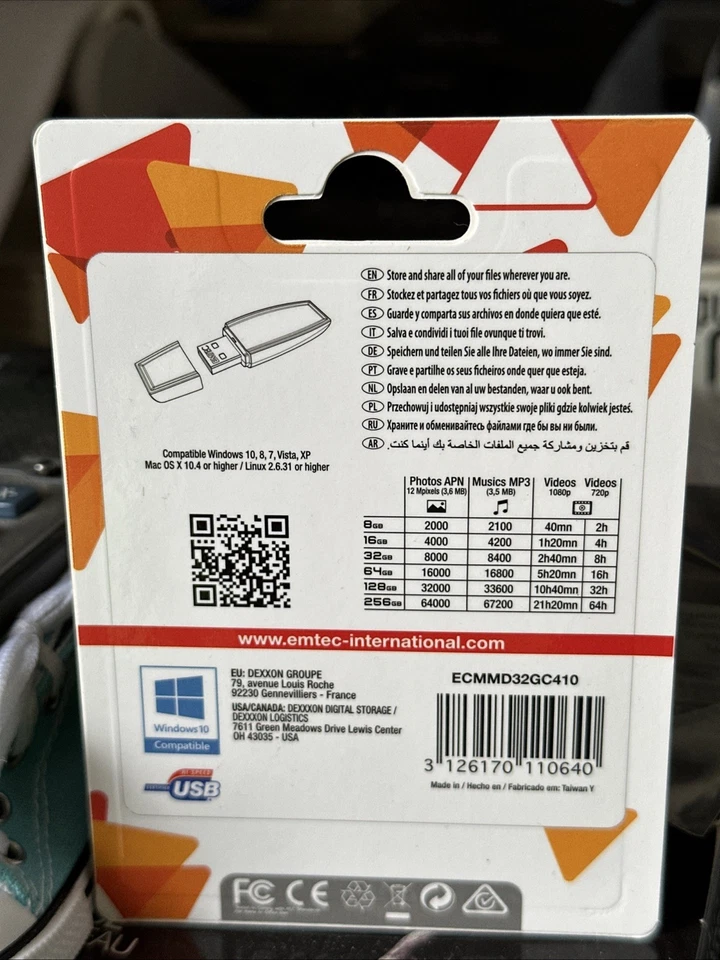 EN Store and share all of your files wherever you are.
FR Stockez et partagez tous vos fichiers où que vous soyez.
ES Guarde y comparta sus archivos en donde quiera que esté.
IT Salva e condividi i tuoi file ovunque ti trovi.
DE Speichern und teilen Sie alle Ihre Dateien, wo immer Sie sind.
PT Grave e partilhe os seus ficheiros onde quer que esteja.
NL Opslaan en delen van al uw bestanden, waar u ook bent.
PL Przechowuj i udostępniaj wszystkie swoje pliki gdzie kolwiek jesteś.
RU Храните и обменивайтесь файлами где бы вы ни были.
AR قم بتخزين ومشاركة جميع الملفات الخاصة بك أينما كنت.
Compatible Windows 10, 8, 7, Vista, XP
Mac OS X 10.4 or higher / Linux 2.6.31 or higher
Photos APN Musics MP3 Videos Videos
12 Mpixels (3,6 MB) (3,5 MB) 1080p 720p
8GB 2000 2100 40mn 2h
16GB 4000 4200 1h20mn 4h
32GB 8000 8400 2h40mn 8h
64GB 16000 16800 5h20mn 16h
128GB 32000 33600 10h40mn 32h
256GB 64000 67200 21h20mn 64h
www.emtec-international.com
Windows 10
Compatible
EU: DEXXON GROUPE
79, avenue Louis Roche
92230 Gennevilliers - France
USA/CANADA: DEXXON DIGITAL STORAGE /
DEXXON LOGISTICS
7611 Green Meadows Drive Lewis Center
OH 43035 - USA
HI-SPEED
CERTIFIED USB
ECMMD32GC410
3 126170 110640
Made in / Hecho en / Fabricado em: Taiwan Y
FC CE
AU